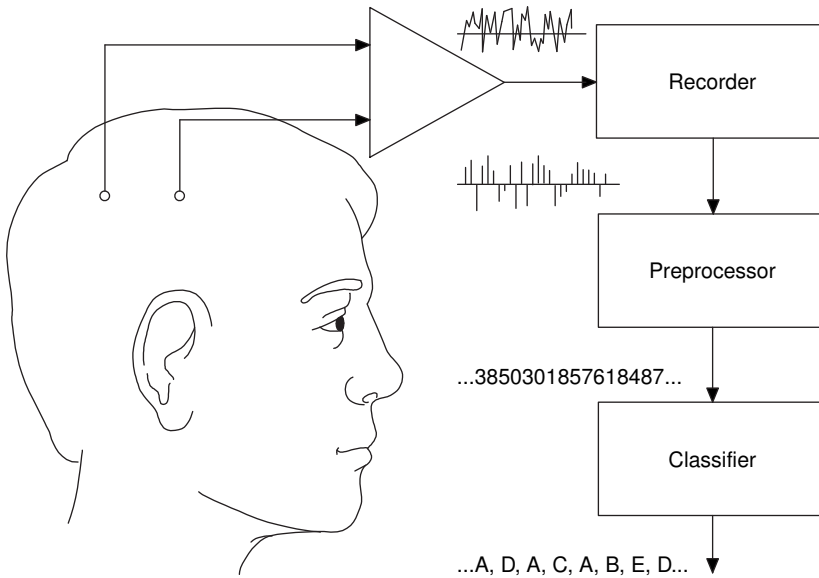 Recorder
Preprocessor
...3850301857618487...
Classifier
...A, D, A, C, A, B, E, D...